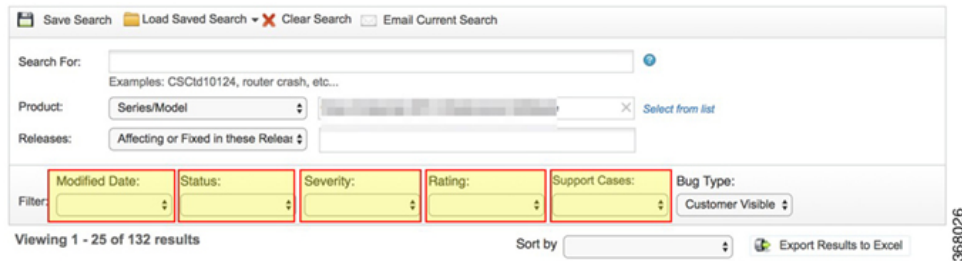 Save Search Load Saved Search Clear Search Email Current Search
Search For:
Examples: CSCtd10124, router crash, etc...
Product: Series/Model Select from list
Releases: Affecting or Fixed in these Releas
Modified Date: Status: Severity: Rating: Support Cases: Bug Type:
Filter: Customer Visible
Viewing 1 - 25 of 132 results Sort by Export Results to Excel
368026